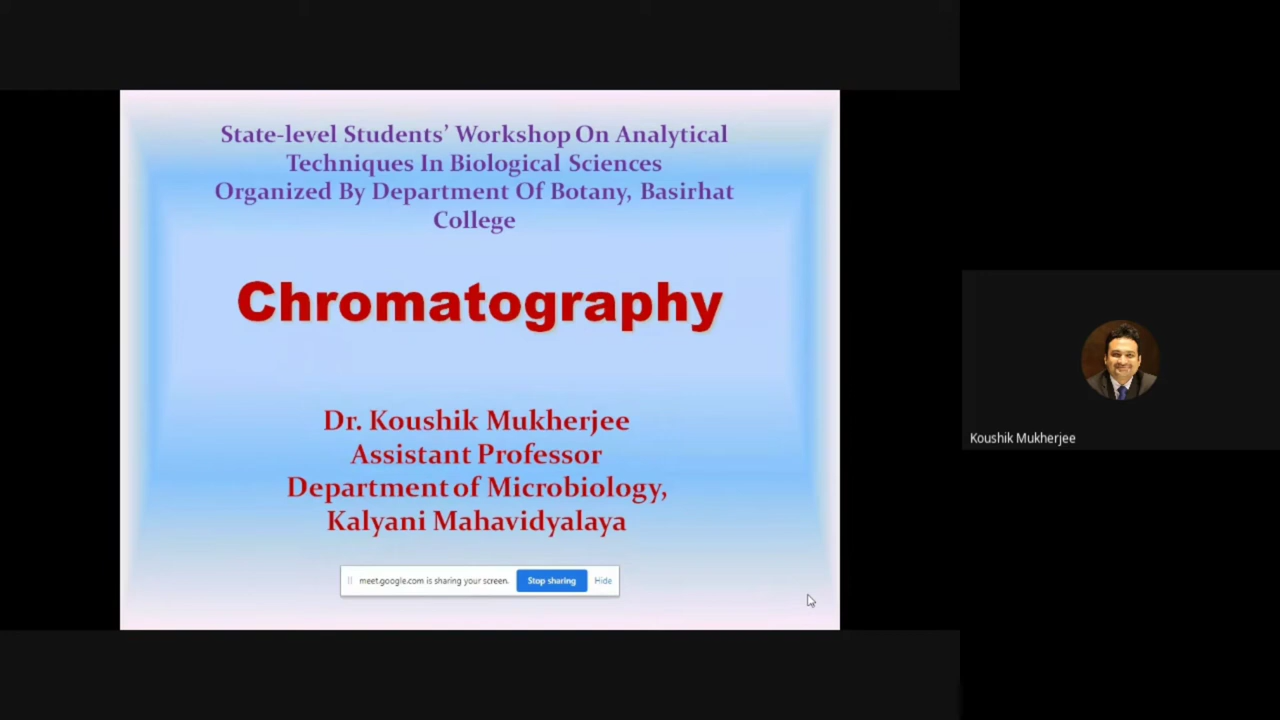 State-level Students’ Workshop On Analytical
Techniques In Biological Sciences
Organized By Department Of Botany, Basirhat
College
Chromatography
Dr. Koushik Mukherjee
Assistant Professor
Department of Microbiology,
Kalyani Mahavidyalaya
meet.google.com is sharing your screen. Stop sharing Hide
Koushik Mukherjee